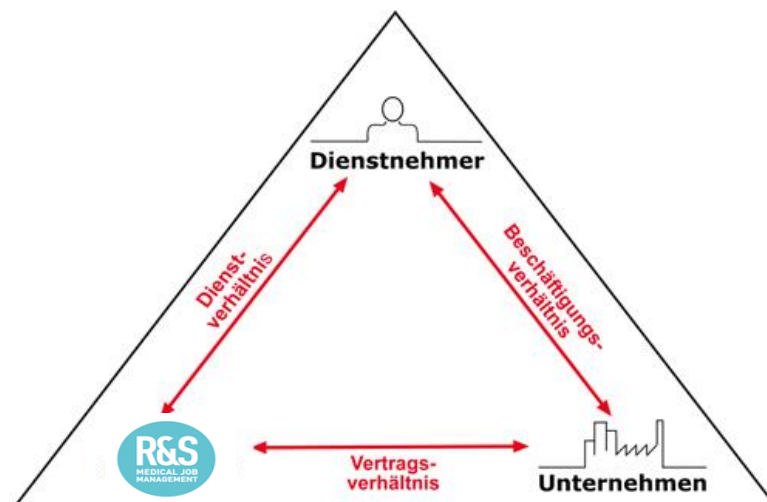 Dienstnehmer
Dienst-
verhältnis
Beschäftigungs-
verhältnis
R&S
MEDICAL JOB
MANAGEMENT
Vertrags-
verhältnis
Unternehmen